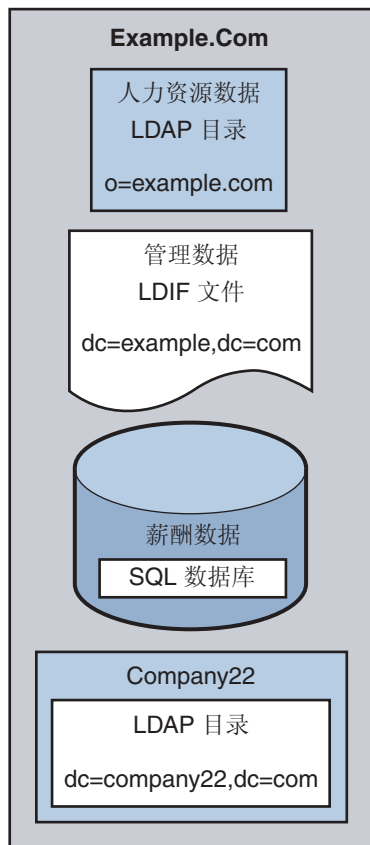 Example.Com
人力资源数据
LDAP 目录
o=example.com
管理数据
LDIF 文件
dc=example,dc=com
薪酬数据
SQL 数据库
Company22
LDAP 目录
dc=company22,dc=com